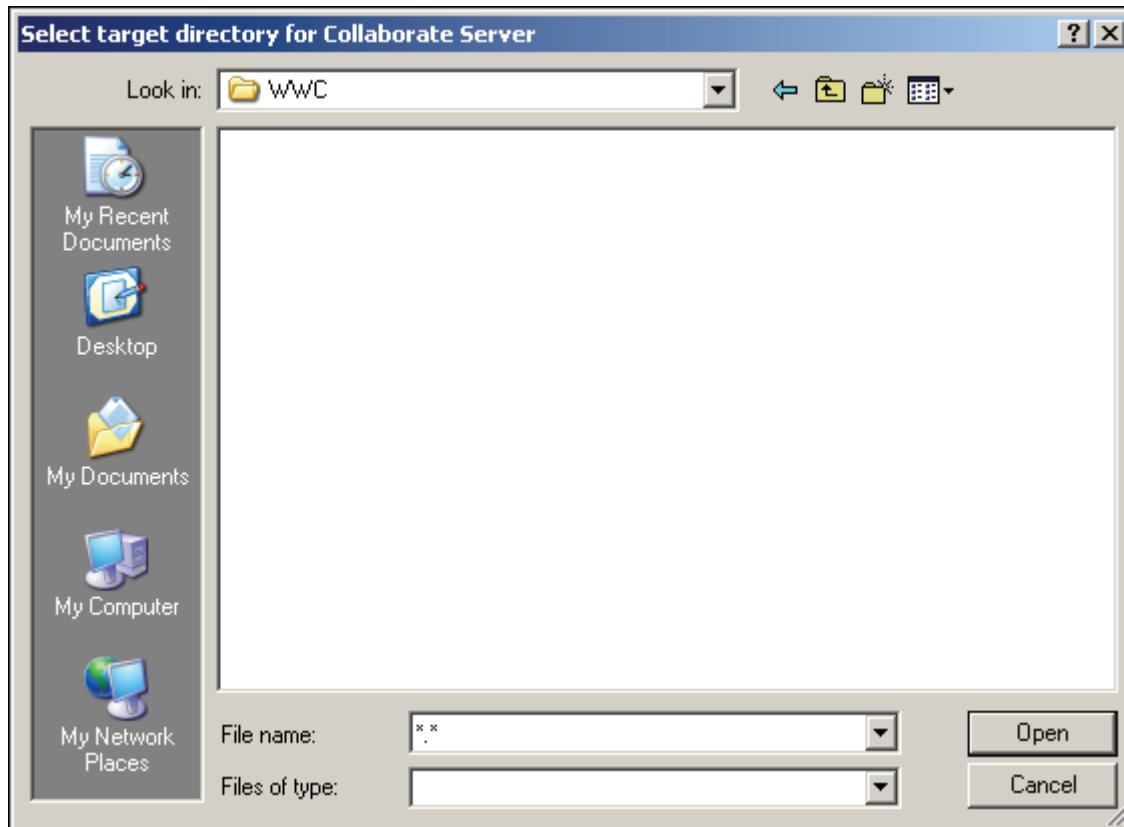 Select target directory for Collaborate Server
Look in:
WWC
My Recent
Documents
Desktop
My Documents
My Computer
My Network
Places
File name:
*.*
Open
Files of type:
Cancel